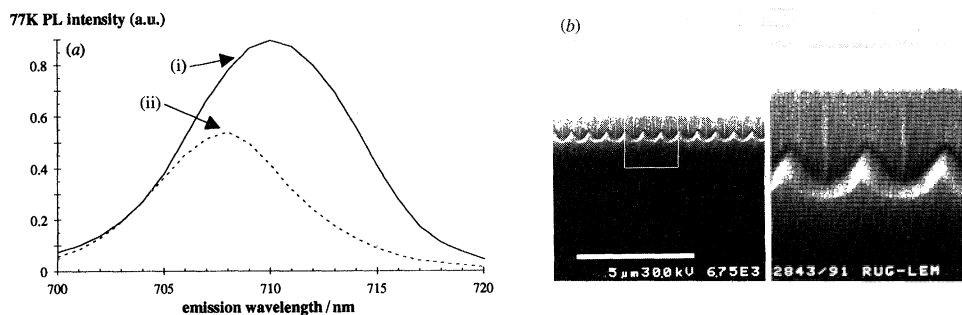 77K PL intensity (a.u.)
(a)
(i)
(ii)
0.8
0.6
0.4
0.2
0
700
705
710
715
720
emission wavelength / nm
(b)
5µm30.0kV 6.75E3
2843/91 RUG-LEM